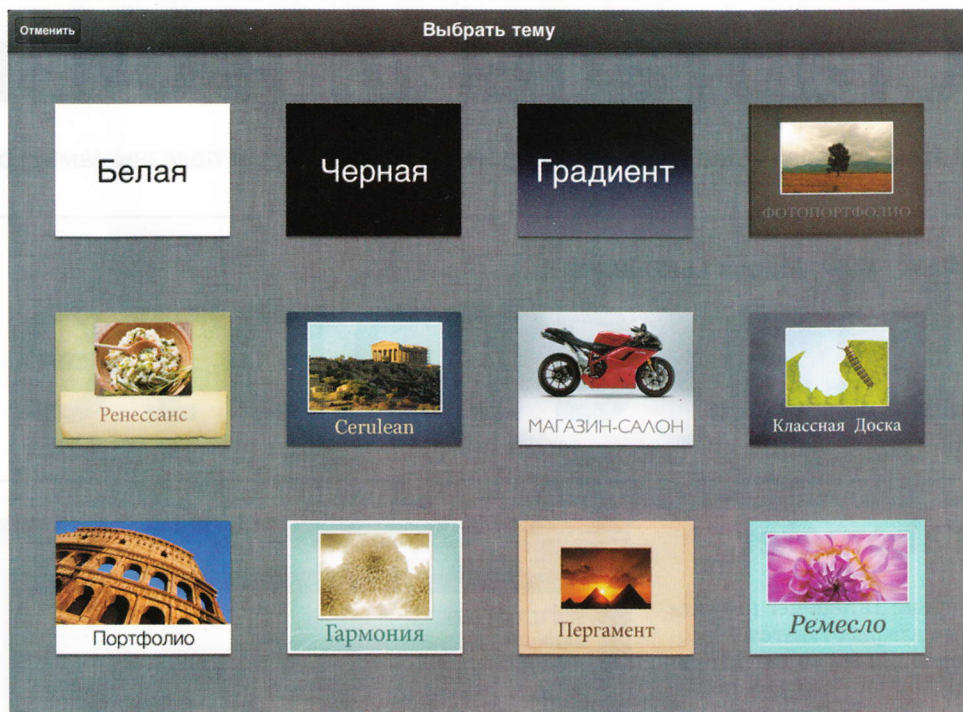 Отменить
Выбрать тему
Белая
Черная
Градиент
ФОТОПОРТФОЛИО
Ренессанс
Cerulean
МАГАЗИН-САЛОН
Классная Доска
Портфолио
Гармония
Пергамент
Ремесло